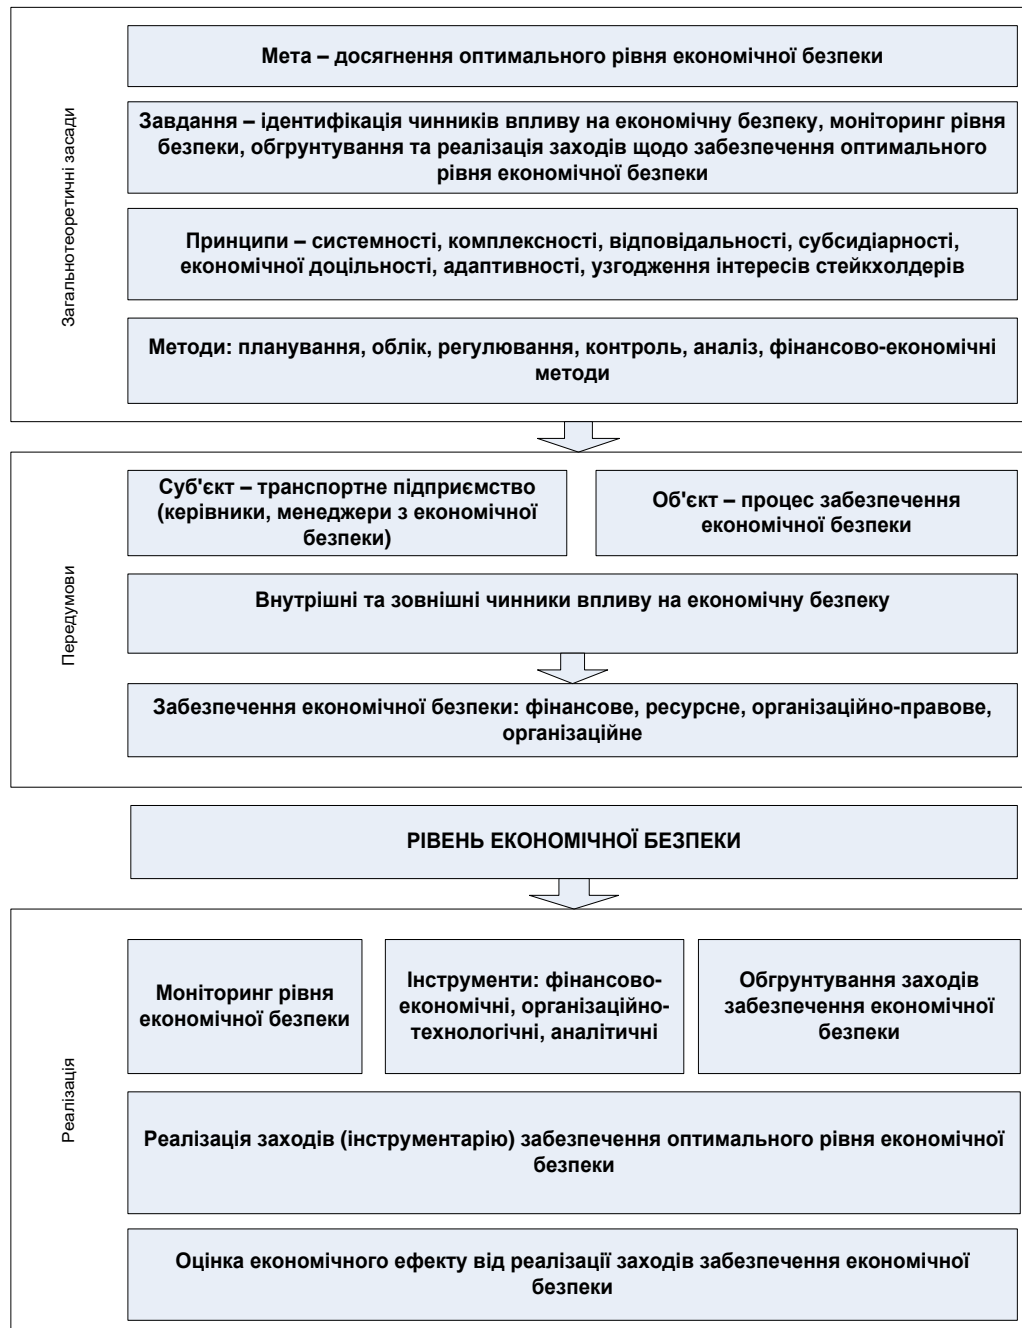 Загальнотеоретичні засади
Мета – досягнення оптимального рівня економічної безпеки
Завдання – ідентифікація чинників впливу на економічну безпеку, моніторинг рівня
безпеки, обгрунтування та реалізація заходів щодо забезпечення оптимального
рівня економічної безпеки
Принципи – системності, комплексності, відповідальності, субсидіарності,
економічної доцільності, адаптивності, узгодження інтересів стейкхолдерів
Методи: планування, облік, регулювання, контроль, аналіз, фінансово-економічні
методи
Передумови
Суб'єкт – транспортне підприємство
(керівники, менеджери з економічної
безпеки)
Об'єкт – процес забезпечення
економічної безпеки
Внутрішні та зовнішні чинники впливу на економічну безпеку
Забезпечення економічної безпеки: фінансове, ресурсне, організаційно-правове,
організаційне
РІВЕНЬ ЕКОНОМІЧНОЇ БЕЗПЕКИ
Реалізація
Моніторинг рівня
економічної безпеки
Інструменти: фінансово-
економічні, організаційно-
технологічні, аналітичні
Обгрунтування заходів
забезпечення економічної
безпеки
Реалізація заходів (інструментарію) забезпечення оптимального рівня економічної
безпеки
Оцінка економічного ефекту від реалізації заходів забезпечення економічної
безпеки